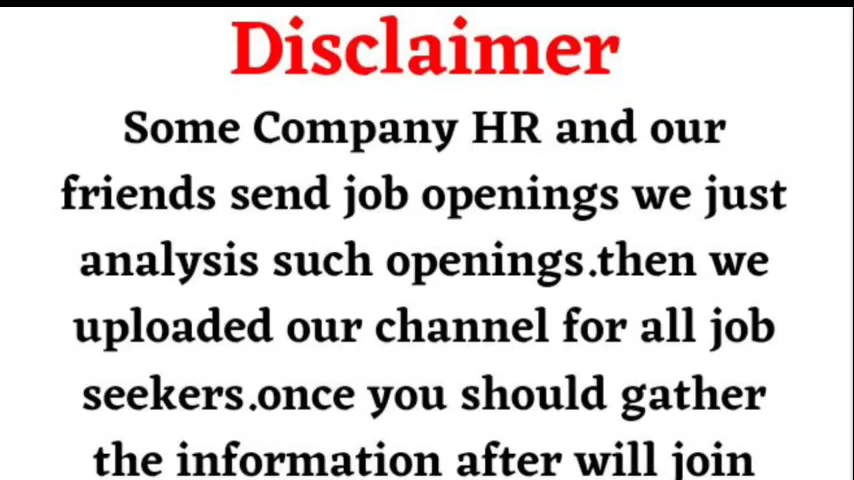 Disclaimer
Some Company HR and our
friends send job openings we just
analysis such openings.then we
uploaded our channel for all job
seekers.once you should gather
the information after will join